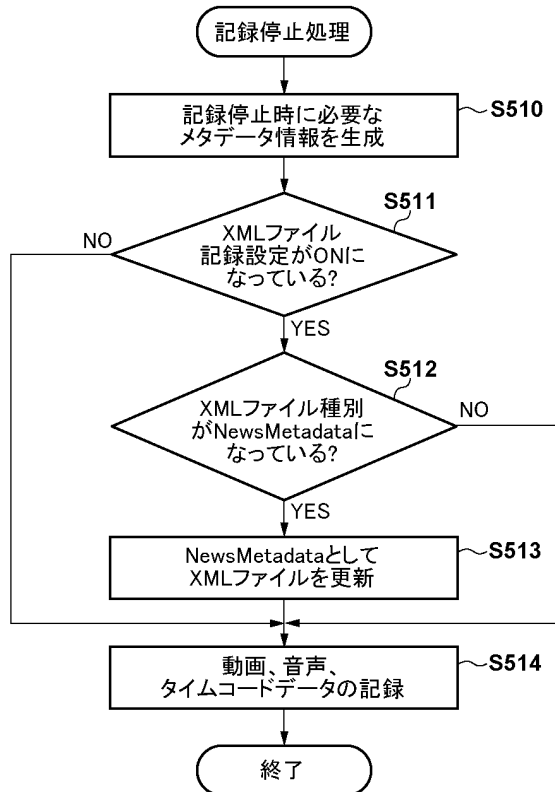 記録停止処理
記録停止時に必要な
メタデータ情報を生成
S510
S511
XMLファイル
記録設定がONに
なっている?
NO
YES
S512
XMLファイル種別
がNewsMetadataに
なっている?
NO
YES
NewsMetadataとして
XMLファイルを更新
S513
動画、音声、
タイムコードデータの記録
S514
終了